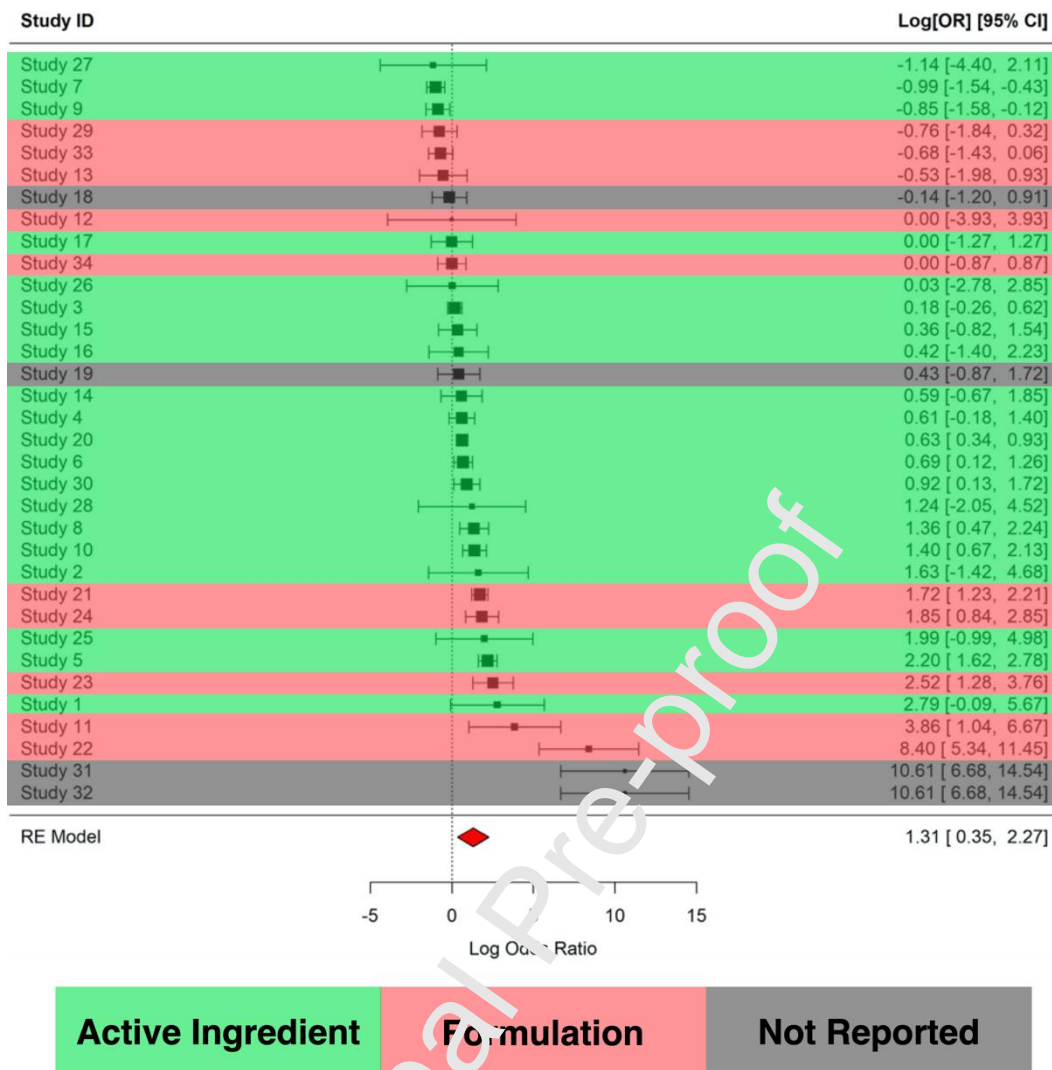 Study ID Log[OR] [95% CI]
Study 27 -1.14 [-4.40, 2.11]
Study 7 -0.99 [-1.54, -0.43]
Study 9 -0.85 [-1.58, -0.12]
Study 29 -0.76 [-1.84, 0.32]
Study 33 -0.68 [-1.43, 0.06]
Study 13 -0.53 [-1.98, 0.93]
Study 18 -0.14 [-1.20, 0.91]
Study 12 0.00 [-3.93, 3.93]
Study 17 0.00 [-1.27, 1.27]
Study 34 0.00 [-0.87, 0.87]
Study 26 0.03 [-2.78, 2.85]
Study 3 0.18 [-0.26, 0.62]
Study 15 0.36 [-0.82, 1.54]
Study 16 0.42 [-1.40, 2.23]
Study 19 0.43 [-0.87, 1.72]
Study 14 0.59 [-0.67, 1.85]
Study 4 0.61 [-0.18, 1.40]
Study 20 0.63 [ 0.34, 0.93]
Study 6 0.69 [ 0.12, 1.26]
Study 30 0.92 [ 0.13, 1.72]
Study 28 1.24 [-2.05, 4.52]
Study 8 1.36 [ 0.47, 2.24]
Study 10 1.40 [ 0.67, 2.13]
Study 2 1.63 [-1.42, 4.68]
Study 21 1.72 [ 1.23, 2.21]
Study 24 1.85 [ 0.84, 2.85]
Study 25 1.99 [-0.99, 4.98]
Study 5 2.20 [ 1.62, 2.78]
Study 23 2.52 [ 1.28, 3.76]
Study 1 2.79 [-0.09, 5.67]
Study 11 3.86 [ 1.04, 6.67]
Study 22 8.40 [ 5.34, 11.45]
Study 31 10.61 [ 6.68, 14.54]
Study 32 10.61 [ 6.68, 14.54]
RE Model 1.31 [ 0.35, 2.27]
-5 0 5 10 15
Log Ratio
Active Ingredient Formulation Not Reported
Pre-proof